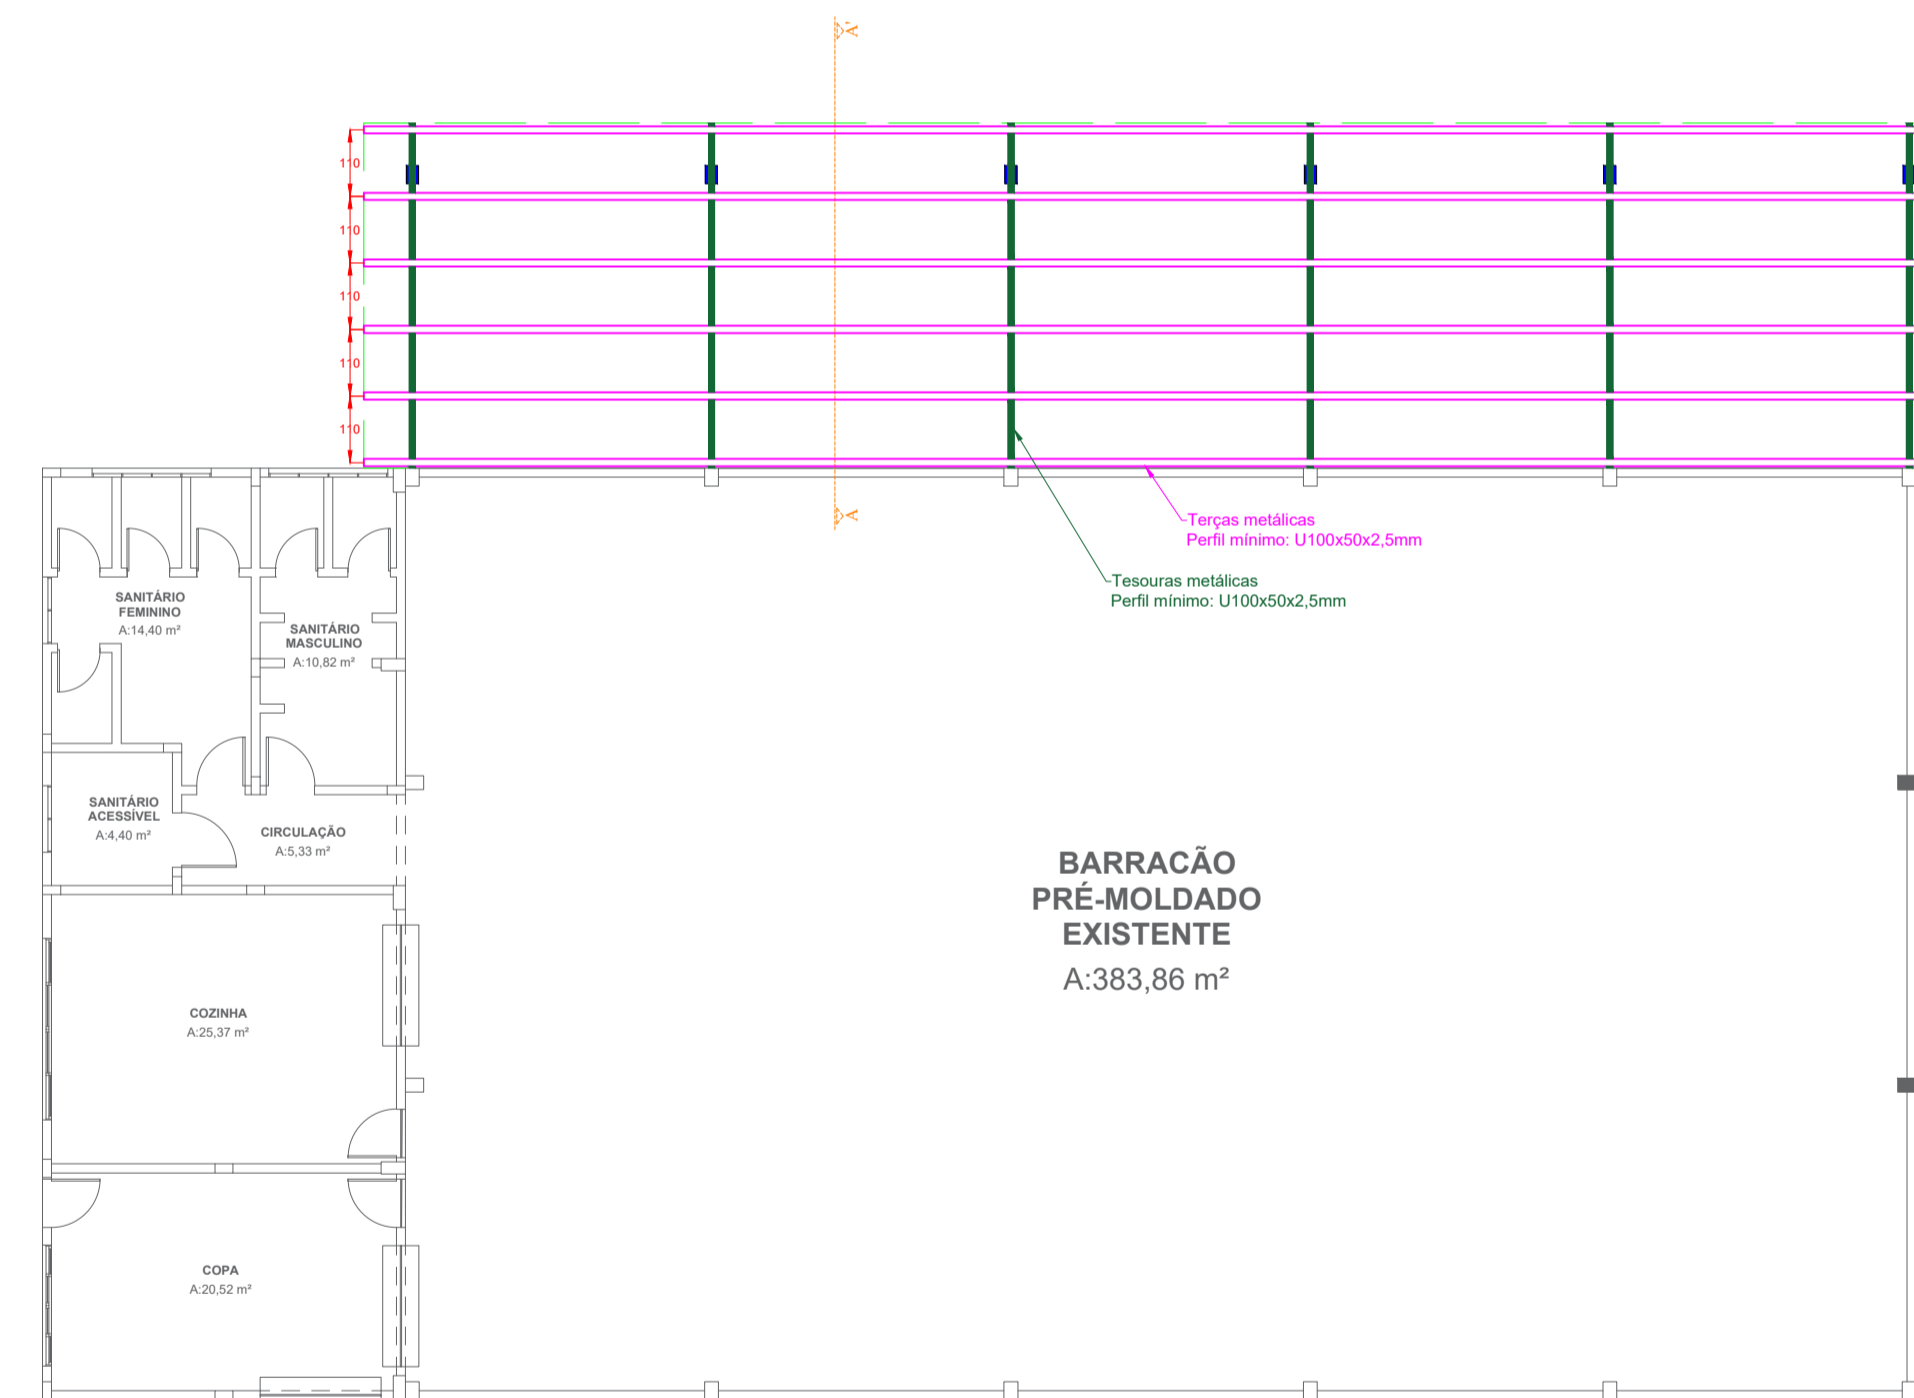 A'
110
110
110
110
110
A
Terças metálicas
Perfil mínimo: U100x50x2,5mm
Tesouras metálicas
Perfil mínimo: U100x50x2,5mm
SANITÁRIO
FEMININO
A:14,40 m²
SANITÁRIO
MASCULINO
A:10,82 m²
SANITÁRIO
ACESSÍVEL
A:4,40 m²
CIRCULAÇÃO
A:5,33 m²
BARRACÃO
PRÉ-MOLDADO
EXISTENTE
A:383,86 m²
COZINHA
A:25,37 m²
COPA
A:20,52 m²